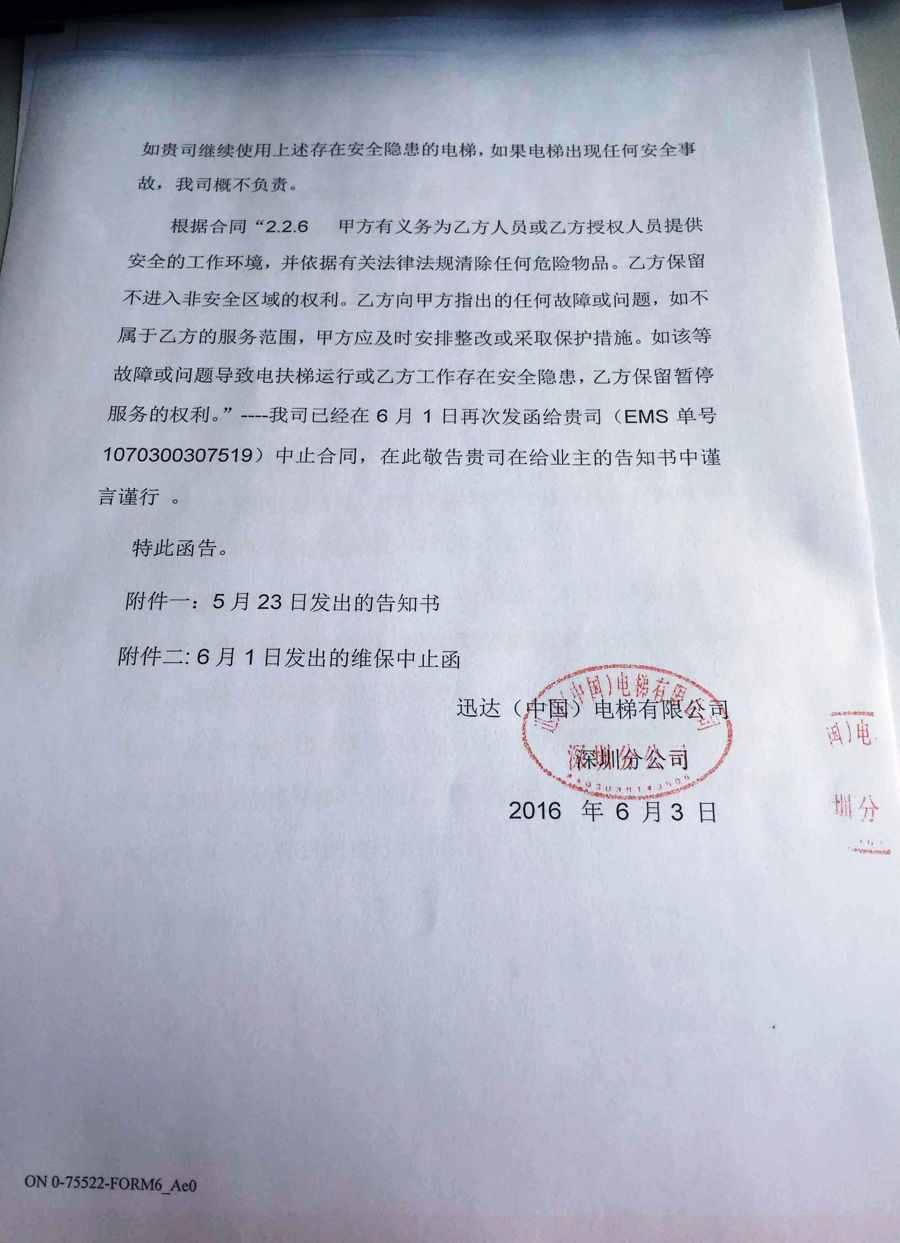 如贵司继续使用上述存在安全隐患的电梯，如果电梯出现任何安全事
故，我司概不负责。
根据合同“2.2.6 甲方有义务为乙方人员或乙方授权人员提供
安全的工作环境，并依据有关法律法规清除任何危险物品。乙方保留
不进入非安全区域的权利。乙方向甲方指出的任何故障或问题，如不
属于乙方的服务范围，甲方应及时安排整改或采取保护措施。如该等
故障或问题导致电扶梯运行或乙方工作存在安全隐患，乙方保留暂停
服务的权利。”----我司已经在 6 月 1 日再次发函给贵司（EMS 单号
1070300307519）中止合同，在此敬告贵司在给业主的告知书中谨
言谨行 。
特此函告。
附件一：5 月 23 日发出的告知书
附件二: 6 月 1 日发出的维保中止函
迅达（中国）电梯有限公司
深圳分公司
2016 年 6 月 3 日
达(中国)电梯有限公司
深圳分公司
国)电
圳分
ON 0-75522-FORM6_Ae0